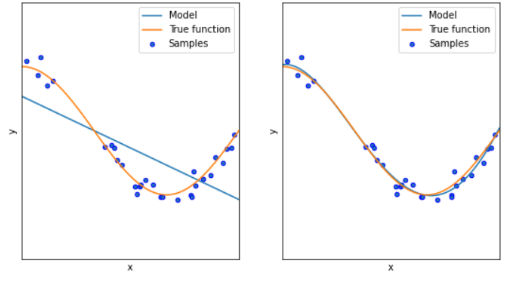 Model
True function
Samples
y
x
Model
True function
Samples
y
x